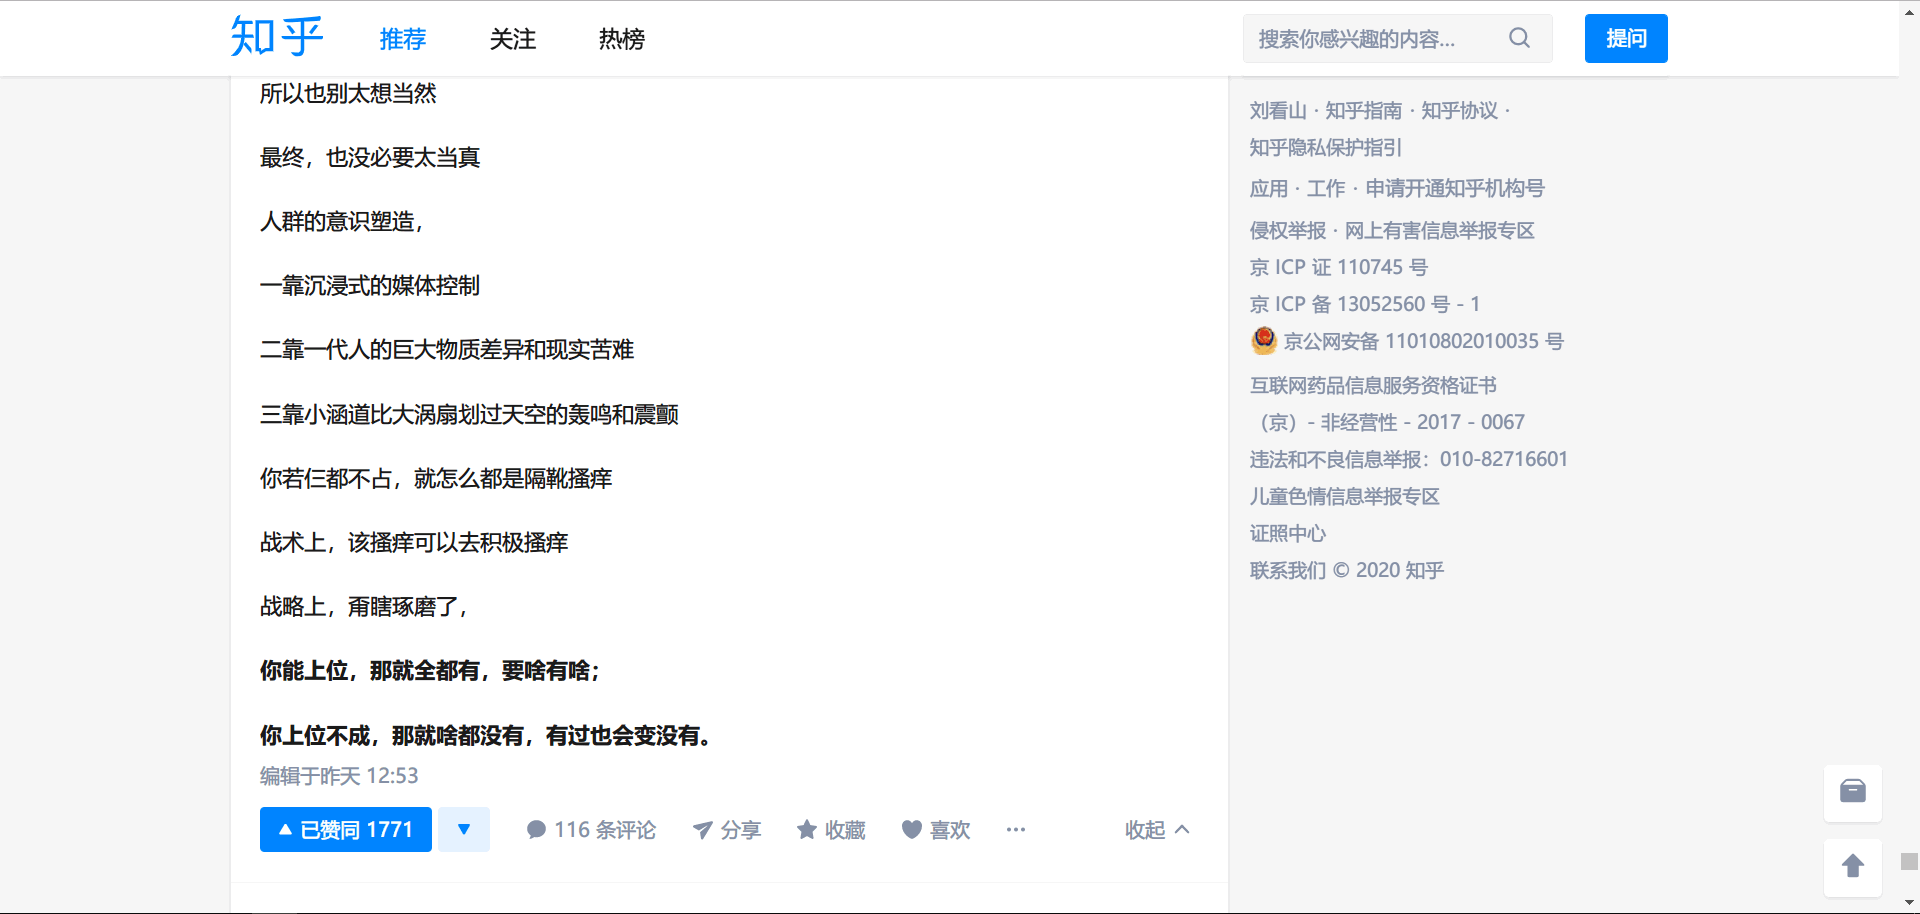 知乎 推荐 关注 热榜 搜索你感兴趣的内容... 提问
所以也别太想当然
最终，也没必要太当真
人群的意识塑造，
一靠沉浸式的媒体控制
二靠一代人的巨大物质差异和现实苦难
三靠小涵道比大涡扇划过天空的轰鸣和震颤
你若仨都不占，就怎么都是隔靴搔痒
战术上，该搔痒可以去积极搔痒
战略上，甭瞎琢磨了，
你能上位，那就全都有，要啥有啥；
你上位不成，那就啥都没有，有过也会变没有。
编辑于昨天 12:53
已赞同 1771 116 条评论 分享 收藏 喜欢 收起
刘看山 · 知乎指南 · 知乎协议 ·
知乎隐私保护指引
应用 · 工作 · 申请开通知乎机构号
侵权举报 · 网上有害信息举报专区
京 ICP 证 110745 号
京 ICP 备 13052560 号 - 1
京公网安备 11010802010035 号
互联网药品信息服务资格证书
（京）- 非经营性 - 2017 - 0067
违法和不良信息举报：010-82716601
儿童色情信息举报专区
证照中心
联系我们 © 2020 知乎